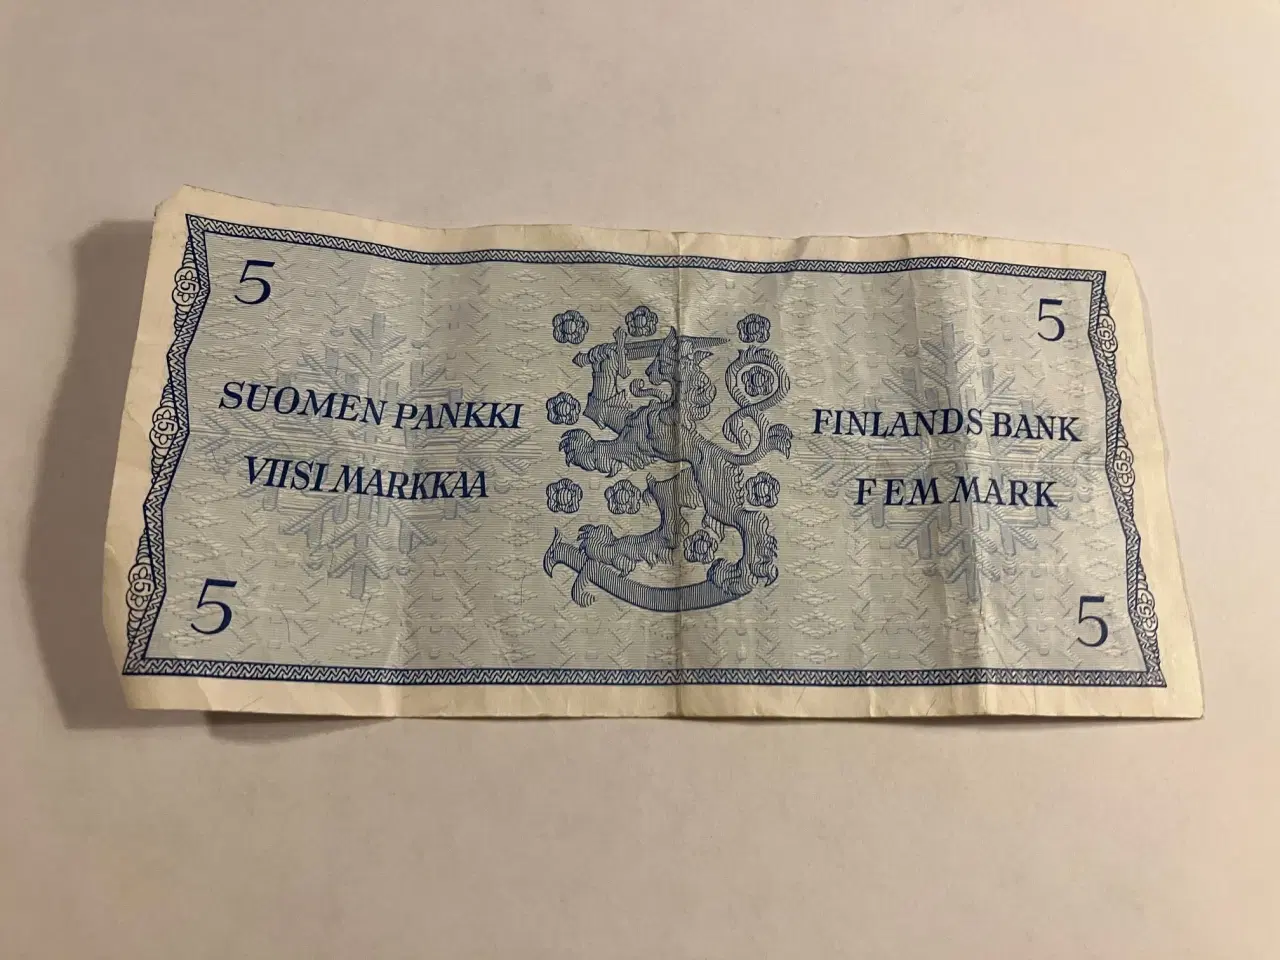 5
5
SUOMEN PANKKI
VIISI MARKKAA
FINLANDS BANK
FEM MARK
5
5